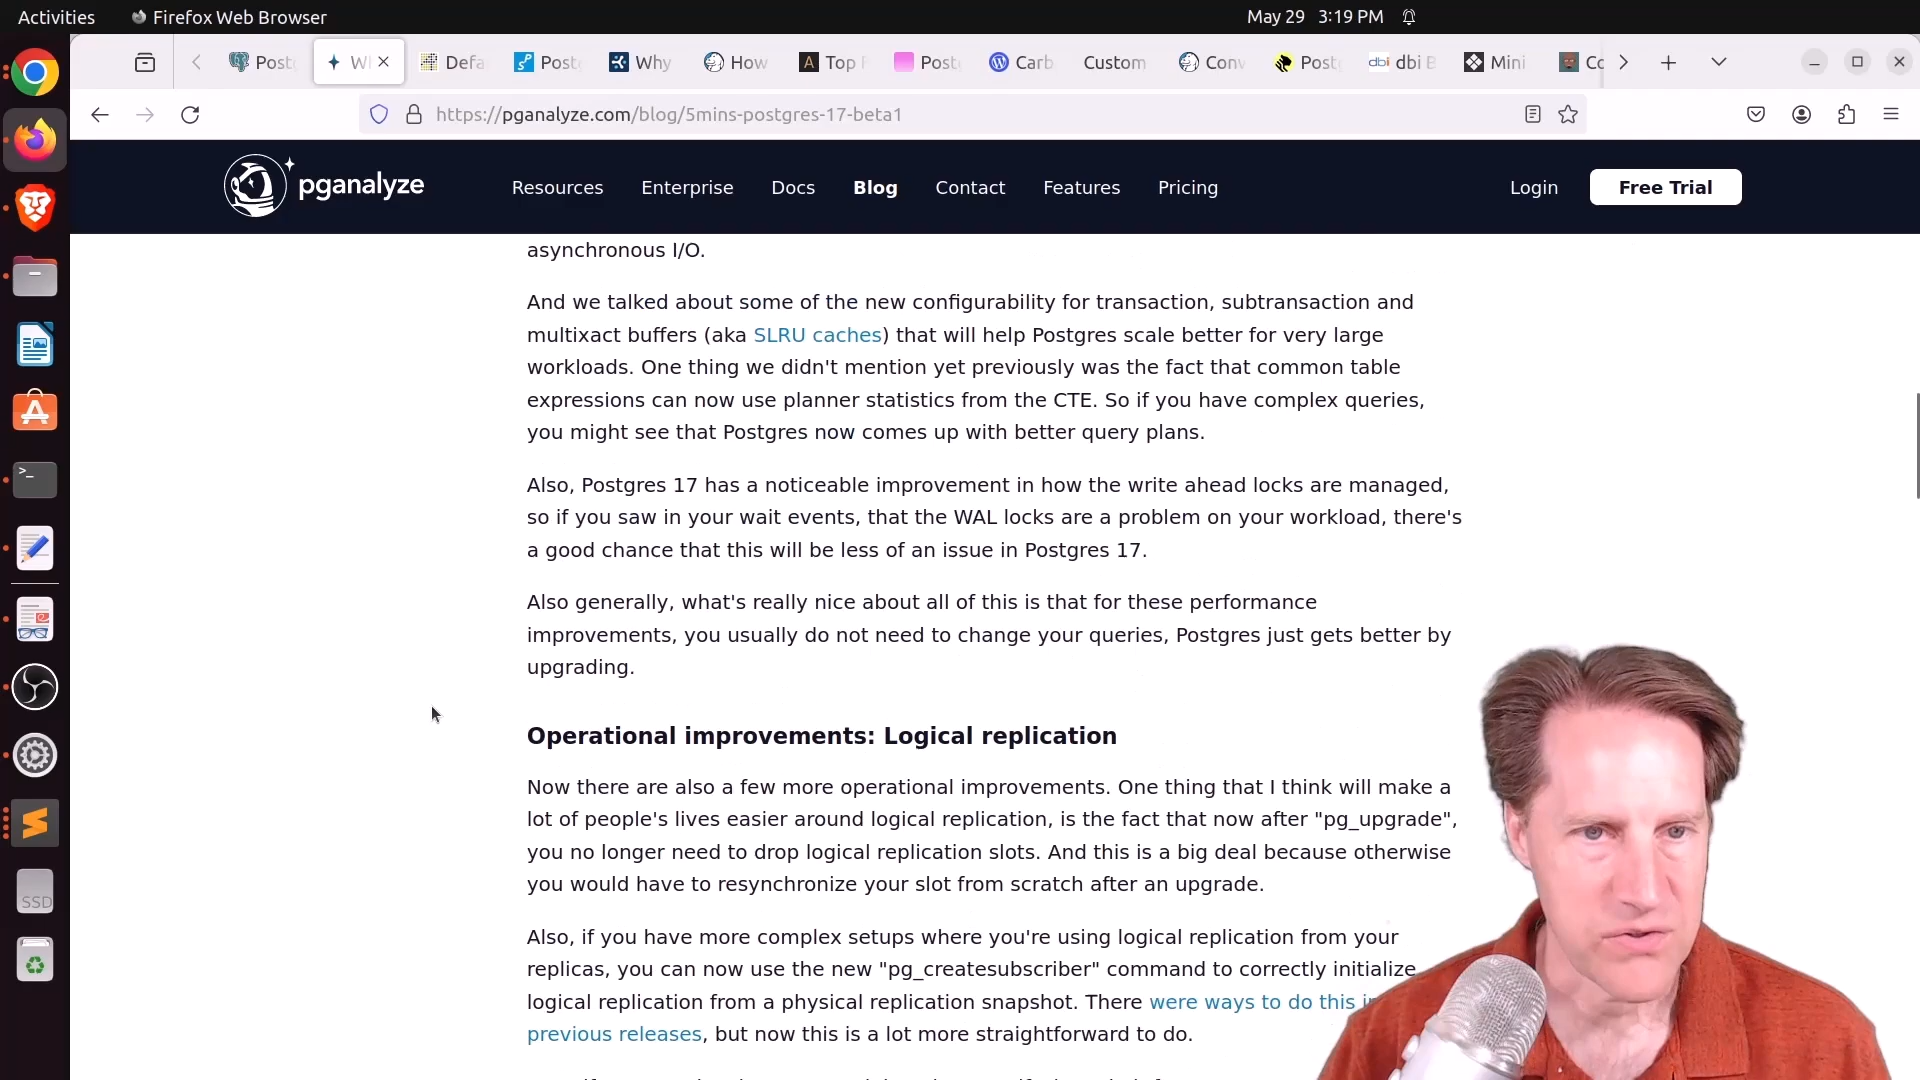 Activities
Firefox Web Browser
May 29 3:19 PM
Post
W
Defa
Post
Why
How
Top
Post
Carb
Custom
Conv
Post
dbi
dbi B
Mini
Co
https://pganalyze.com/blog/5mins-postgres-17-beta1
pganalyze
Resources
Enterprise
Docs
Blog
Contact
Features
Pricing
Login
Free Trial
asynchronous I/O.
And we talked about some of the new configurability for transaction, subtransaction and
multixact buffers (aka SLRU caches) that will help Postgres scale better for very large
workloads. One thing we didn't mention yet previously was the fact that common table
expressions can now use planner statistics from the CTE. So if you have complex queries,
you might see that Postgres now comes up with better query plans.
Also, Postgres 17 has a noticeable improvement in how the write ahead locks are managed,
so if you saw in your wait events, that the WAL locks are a problem on your workload, there's
a good chance that this will be less of an issue in Postgres 17.
Also generally, what's really nice about all of this is that for these performance
improvements, you usually do not need to change your queries, Postgres just gets better by
upgrading.
Operational improvements: Logical replication
Now there are also a few more operational improvements. One thing that I think will make a
lot of people's lives easier around logical replication, is the fact that now after "pg_upgrade",
you no longer need to drop logical replication slots. And this is a big deal because otherwise
you would have to resynchronize your slot from scratch after an upgrade.
Also, if you have more complex setups where you're using logical replication from your
replicas, you can now use the new "pg_createsubscriber" command to correctly initialize
logical replication from a physical replication snapshot. There were ways to do this
previous releases, but now this is a lot more straightforward to do.
SSD